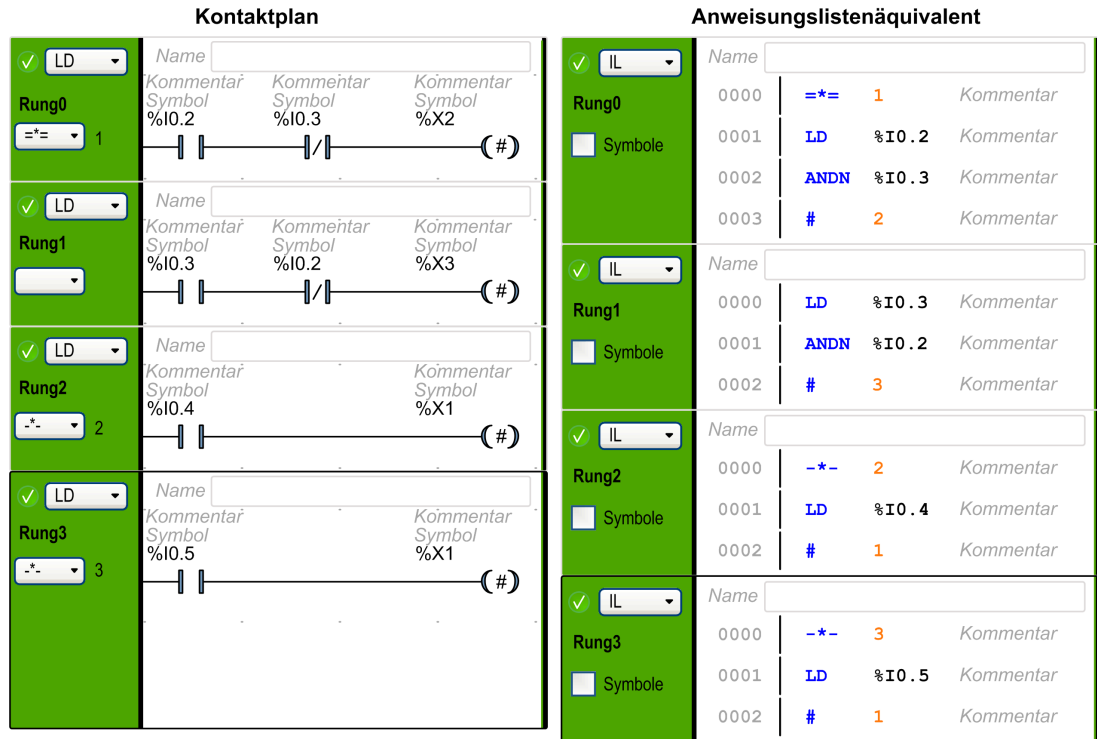 Kontaktplan
LD
Name
Kommentar Kommentar Kommentar
Symbol Symbol Symbol
Rung0
%I0.2 %I0.3 %X2
=*= 1
(#)
LD
Name
Kommentar Kommentar Kommentar
Symbol Symbol Symbol
Rung1
%I0.3 %I0.2 %X3
(#)
LD
Name
Kommentar Kommentar
Symbol Symbol
Rung2
%I0.4 %X1
-*- 2
(#)
LD
Name
Kommentar Kommentar
Symbol Symbol
Rung3
%I0.5 %X1
-*- 3
(#)
Anweisungslistenäquivalent
IL
Name
Rung0
Symbole
0000 =*= 1 Kommentar
0001 LD %I0.2 Kommentar
0002 ANDN %I0.3 Kommentar
0003 # 2 Kommentar
IL
Name
Rung1
Symbole
0000 LD %I0.3 Kommentar
0001 ANDN %I0.2 Kommentar
0002 # 3 Kommentar
IL
Name
Rung2
Symbole
0000 -*- 2 Kommentar
0001 LD %I0.4 Kommentar
0002 # 1 Kommentar
IL
Name
Rung3
Symbole
0000 -*- 3 Kommentar
0001 LD %I0.5 Kommentar
0002 # 1 Kommentar